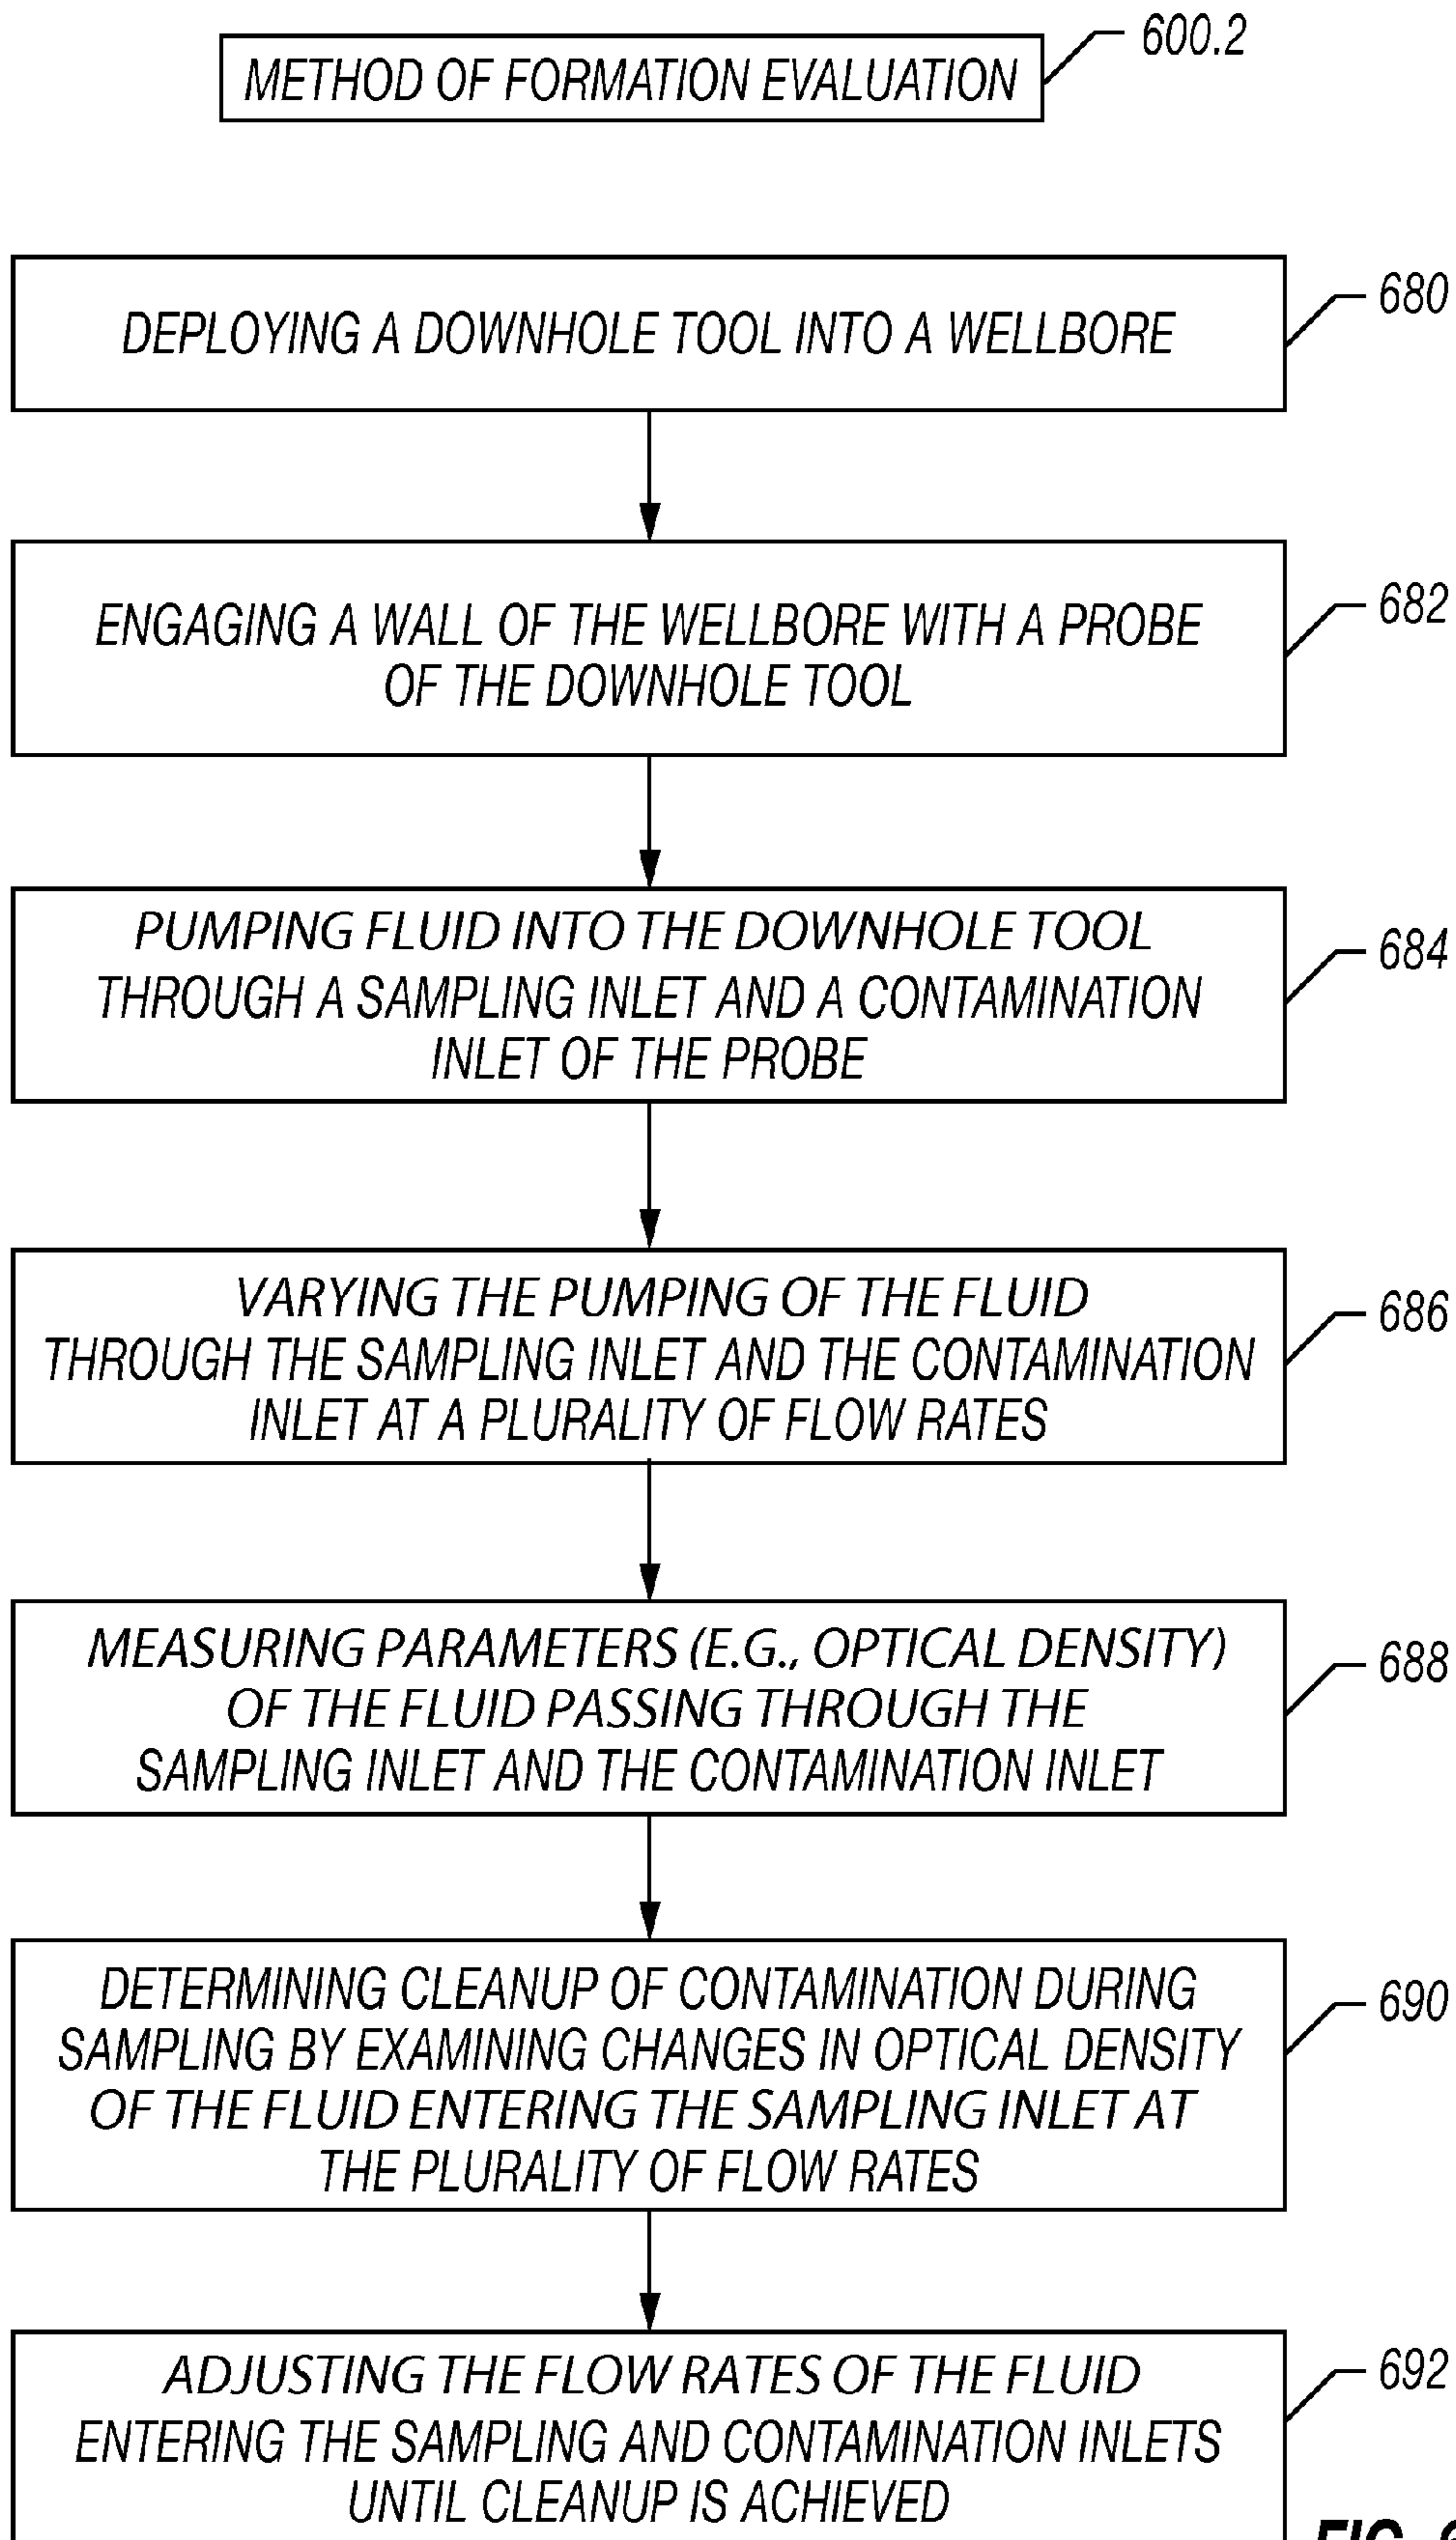 600.2
METHOD OF FORMATION EVALUATION
680
DEPLOYING A DOWNHOLE TOOL INTO A WELLBORE
682
ENGAGING A WALL OF THE WELLBORE WITH A PROBE
OF THE DOWNHOLE TOOL
684
PUMPING FLUID INTO THE DOWNHOLE TOOL
THROUGH A SAMPLING INLET AND A CONTAMINATION
INLET OF THE PROBE
686
VARYING THE PUMPING OF THE FLUID
THROUGH THE SAMPLING INLET AND THE CONTAMINATION
INLET AT A PLURALITY OF FLOW RATES
688
MEASURING PARAMETERS (E.G., OPTICAL DENSITY)
OF THE FLUID PASSING THROUGH THE
SAMPLING INLET AND THE CONTAMINATION INLET
690
DETERMINING CLEANUP OF CONTAMINATION DURING
SAMPLING BY EXAMINING CHANGES IN OPTICAL DENSITY
OF THE FLUID ENTERING THE SAMPLING INLET AT
THE PLURALITY OF FLOW RATES
692
ADJUSTING THE FLOW RATES OF THE FLUID
ENTERING THE SAMPLING AND CONTAMINATION INLETS
UNTIL CLEANUP IS ACHIEVED
FIG.